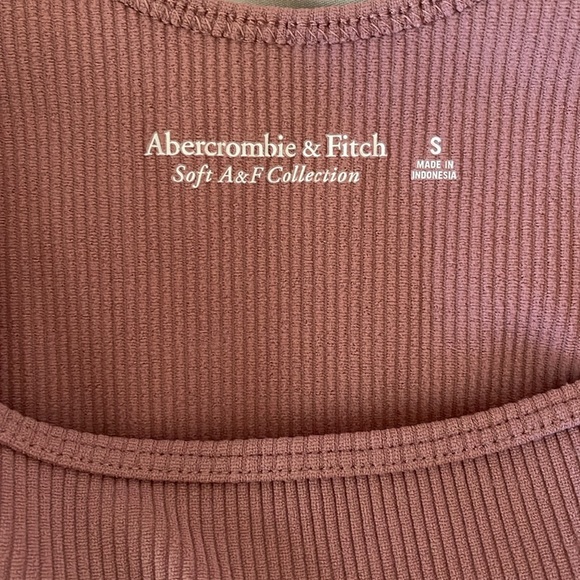 Abercrombie & Fitch
Soft A&F Collection
S
MADE IN
INDONESIA